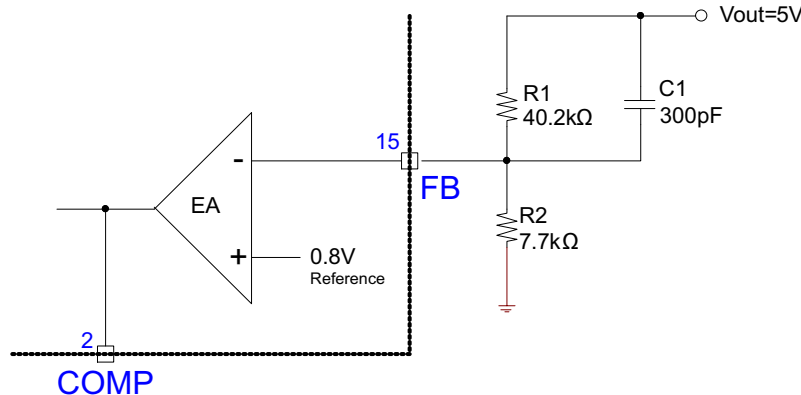 Vout=5V
R1
40.2kΩ
C1
300pF
15
FB
-
EA
R2
7.7kΩ
+
0.8V
Reference
2
COMP